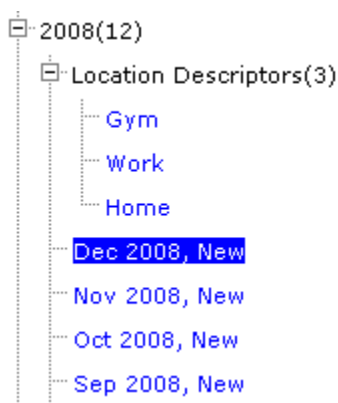 2008(12)
Location Descriptors(3)
Gym
Work
Home
Dec 2008, New
Nov 2008, New
Oct 2008, New
Sep 2008, New